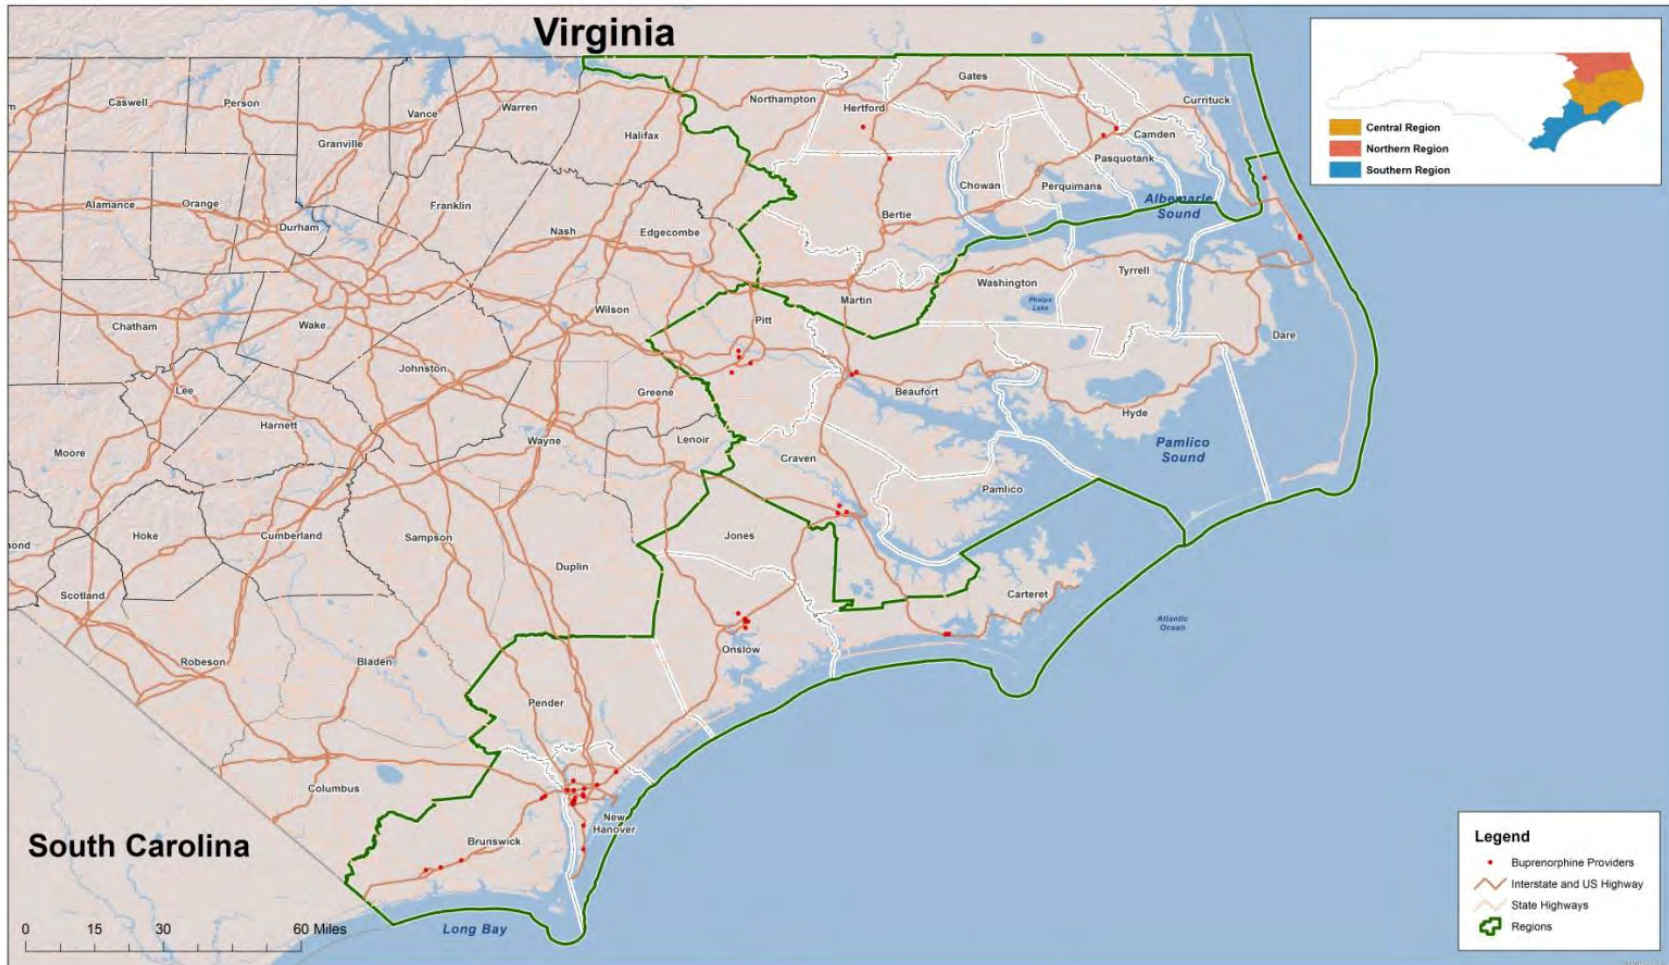 Virginia
Central Region
Northern Region
Southern Region
Caswell
Person
Vance
Warren
Northampton
Hertford
Gates
Currituck
Granville
Halifax
Camden
Pasquotank
Alamance
Orange
Durham
Franklin
Nash
Edgecombe
Bertie
Chowan
Perquimans
Albemarle
Sound
Washington
Tyrrell
Phelps
Lake
Martin
Chatham
Wake
Wilson
Pitt
Dare
Lee
Johnston
Greene
Beaufort
Hyde
Harnett
Moore
Wayne
Lenoir
Craven
Pamlico
Sound
Pamlico
Hoke
Cumberland
Sampson
Jones
Duplin
Scotland
Carteret
Atlantic
Ocean
Robeson
Bladen
Onslow
Pender
Columbus
New
Hanover
Brunswick
South Carolina
Long Bay
0 15 30 60 Miles
Legend
Buprenorphine Providers
Interstate and US Highway
State Highways
Regions